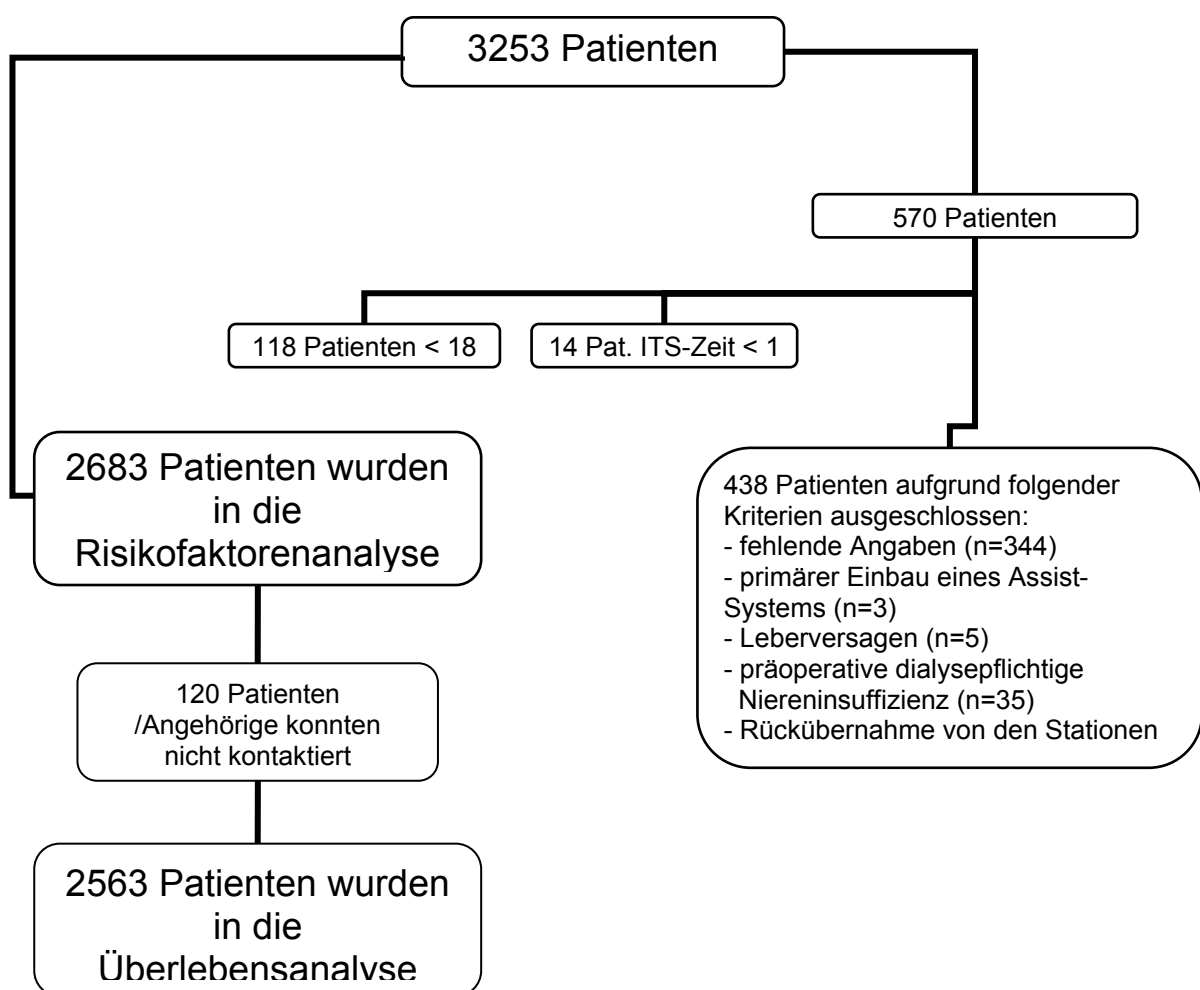 3253 Patienten
570 Patienten
118 Patienten < 18
14 Pat. ITS-Zeit < 1
2683 Patienten wurden
in die
Risikofaktorenanalyse
438 Patienten aufgrund folgender
Kriterien ausgeschlossen:
- fehlende Angaben (n=344)
- primärer Einbau eines Assist-
Systems (n=3)
- Leberversagen (n=5)
- präoperative dialysepflichtige
Niereninsuffizienz (n=35)
- Rückübernahme von den Stationen
120 Patienten
/Angehörige konnten
nicht kontaktiert
2563 Patienten wurden
in die
Überlebensanalyse